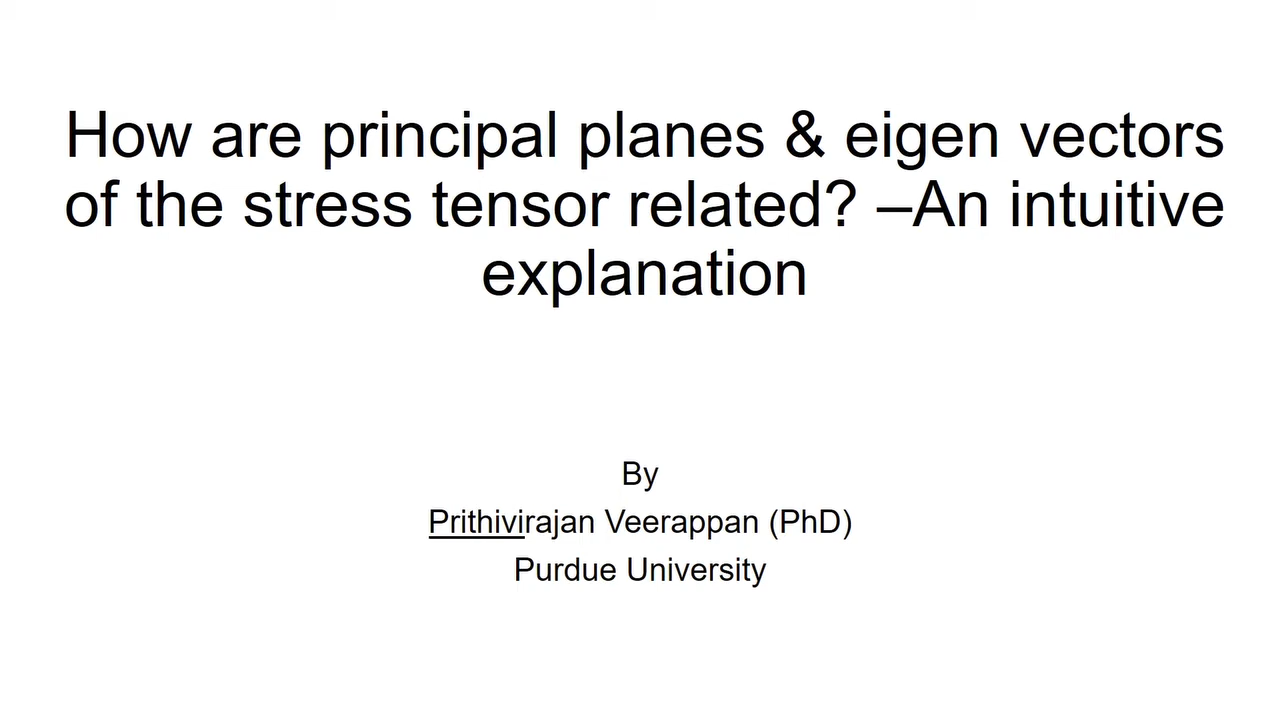 How are principal planes & eigen vectors
of the stress tensor related? –An intuitive
explanation
By
Prithivirajan Veerappan (PhD)
Purdue University